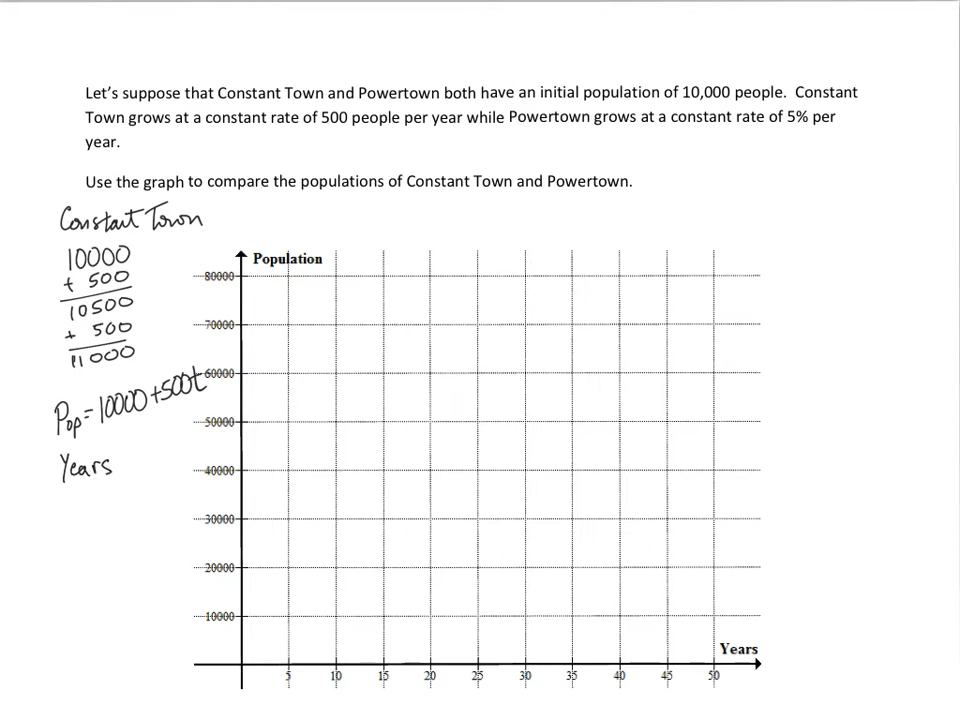 Let's suppose that Constant Town and Powertown both have an initial population of 10,000 people.  Constant
Town grows at a constant rate of 500 people per year while Powertown grows at a constant rate of 5% per
year.
Use the graph to compare the populations of Constant Town and Powertown.
Constant Town
10000
+ 500
10500
+ 500
11000
Pop = 10000 + 500t
Years
Population
80000
70000
60000
50000
40000
30000
20000
10000
Years
5 10 15 20 25 30 35 40 45 50